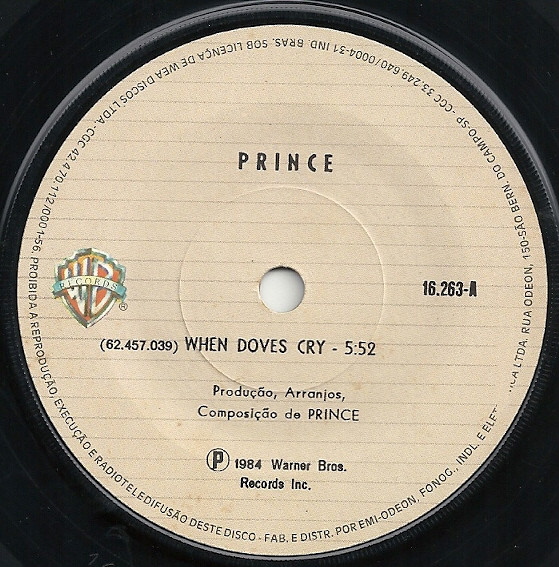 PRINCE
WB
RECORDS
®
16.263-A
(62.457.039) WHEN DOVES CRY - 5:52
Produção, Arranjos,
Composição de PRINCE
Ⓟ 1984 Warner Bros.
Records Inc.
PROIBIDA A REPRODUÇÃO, EXECUÇÃO E RADIOTELEDIFUSÃO DESTE DISCO - FAB. E DISTR. POR EMI-ODEON, FONOG., INDL. E ELET LTDA. RUA ODEON, 150-SÃO BERN. DO CAMPO.SP - CGC 33.249.640/0004-31 IND. BRAS. SOB LICENÇA DE WEA DISCOS LTDA.-CGC 42.470.112/0001-56.